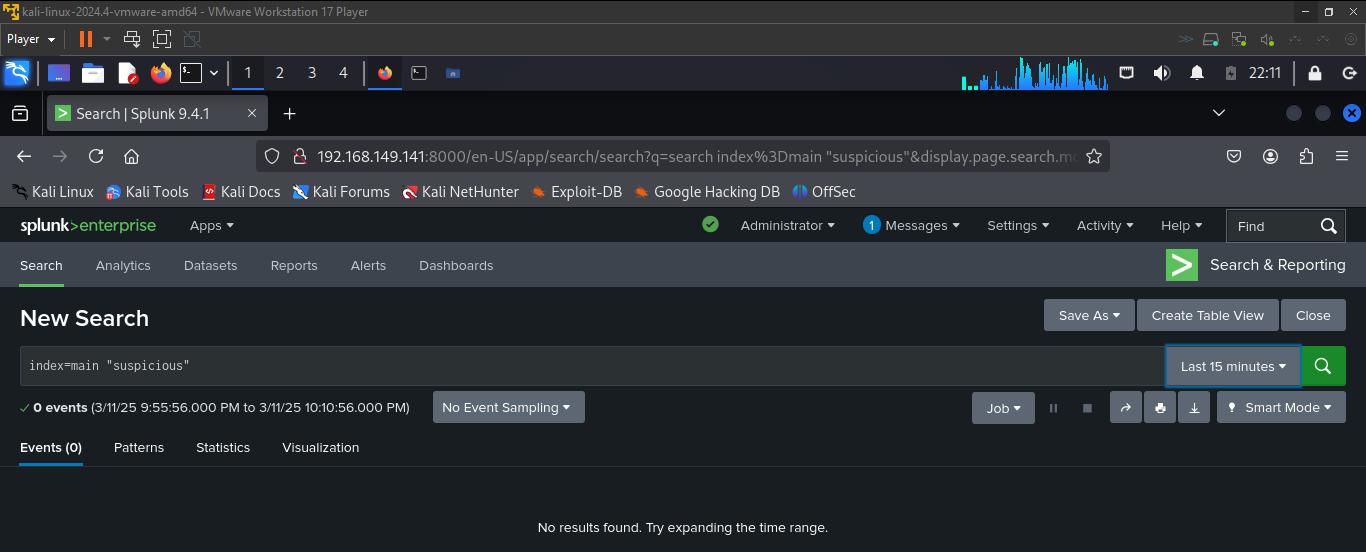 kali-linux-2024.4-vmware-amd64 - VMware Workstation 17 Player
Player
1 2 3 4 22:11
Search | Splunk 9.4.1
192.168.149.141:8000/en-US/app/search/search?q=search index%3Dmain "suspicious"&display.page.search.mo
Kali Linux Kali Tools Kali Docs Kali Forums Kali NetHunter Exploit-DB Google Hacking DB OffSec
splunk>enterprise Apps Administrator 1 Messages Settings Activity Help Find
Search Analytics Datasets Reports Alerts Dashboards > Search & Reporting
New Search Save As Create Table View Close
index=main "suspicious" Last 15 minutes
0 events (3/11/25 9:55:56.000 PM to 3/11/25 10:10:56.000 PM) No Event Sampling Job Smart Mode
Events (0) Patterns Statistics Visualization
No results found. Try expanding the time range.